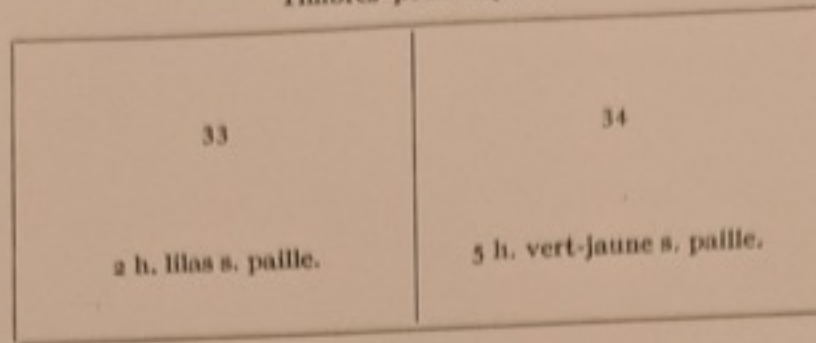 33
2 h. lilas s. paille.
34
5 h. vert-jaune s. paille.